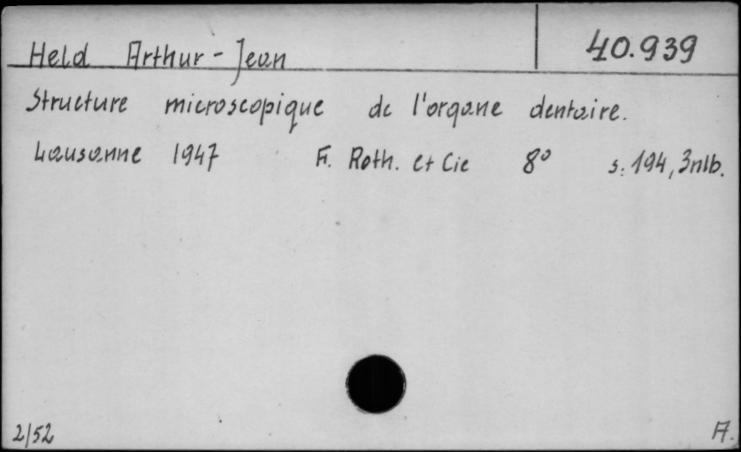 Held Arthur-Jean 40.939
Structure microscopique de l'organe dentaire.
Lausanne 1947 F. Roth. et Cie 8° s. 194, 3nlb.
2/52 A.